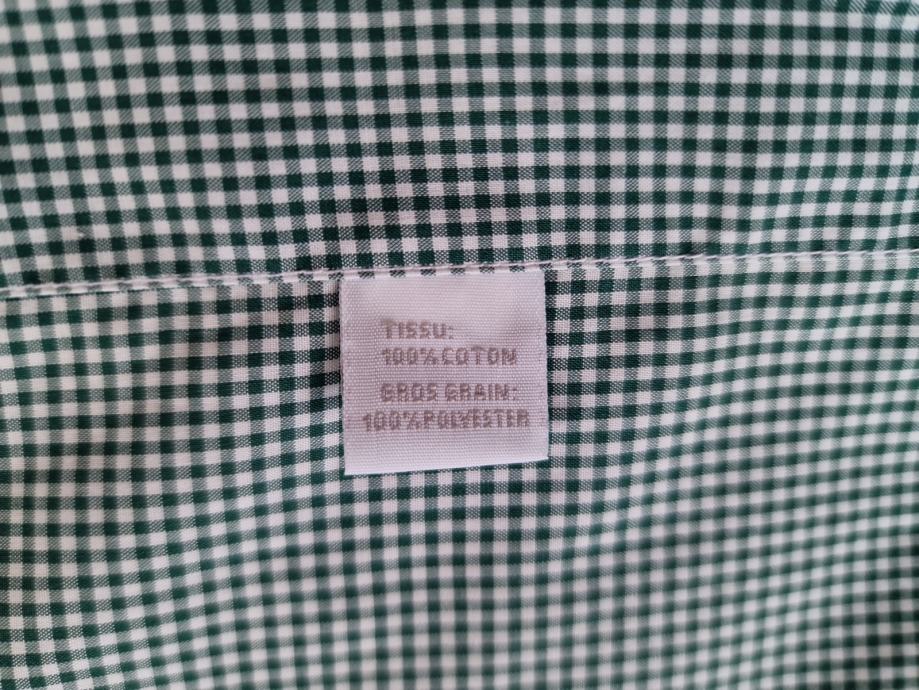 TISSU:
100% COTON
GROS GRAIN:
100% POLYESTER